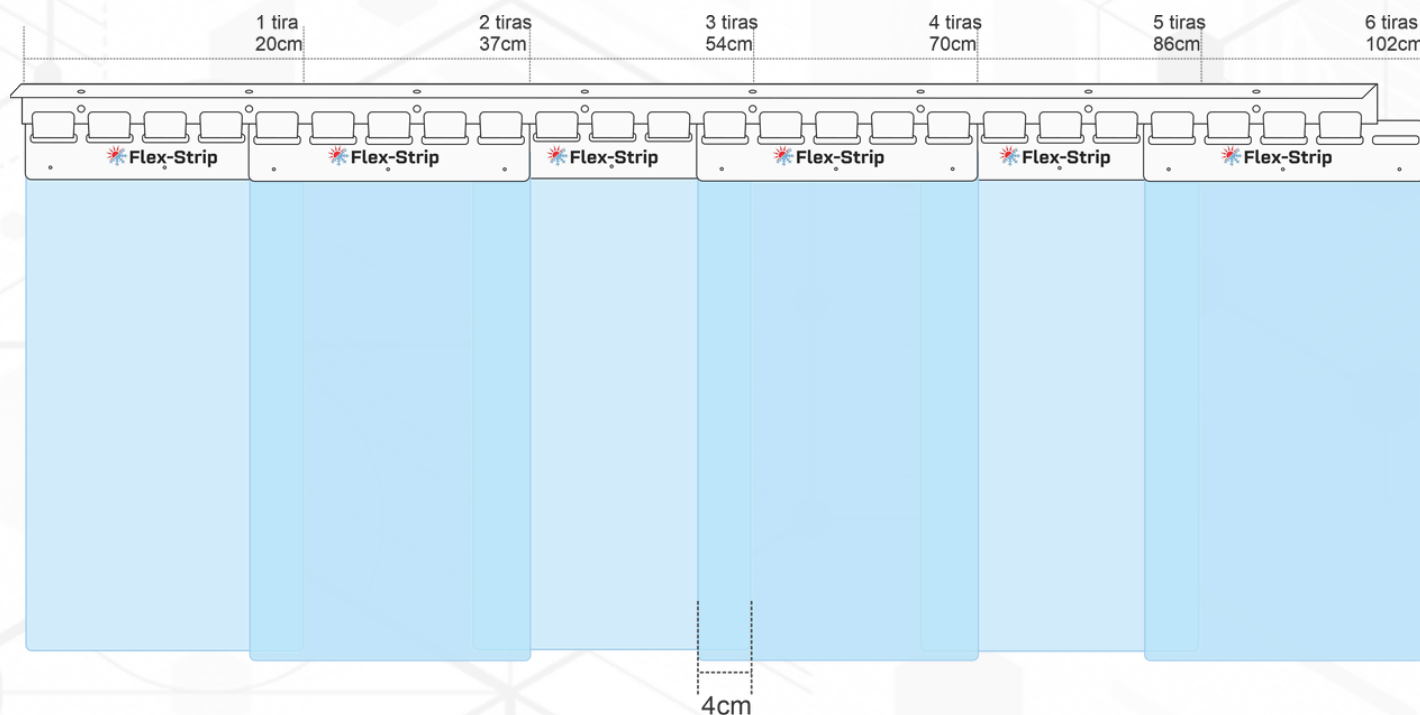 1 tira
20cm
2 tiras
37cm
3 tiras
54cm
4 tiras
70cm
5 tiras
86cm
6 tiras
102cm
Flex-Strip
Flex-Strip
Flex-Strip
Flex-Strip
Flex-Strip
Flex-Strip
4cm